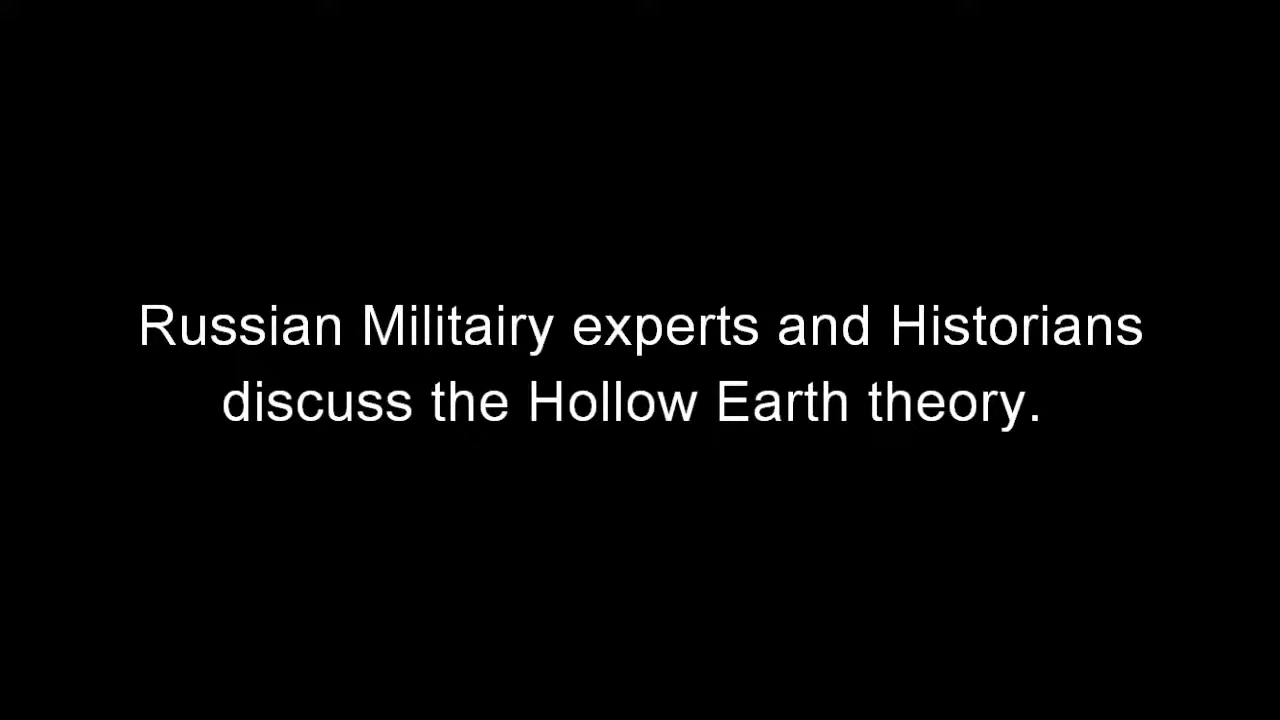 Russian Militairy experts and Historians
discuss the Hollow Earth theory.